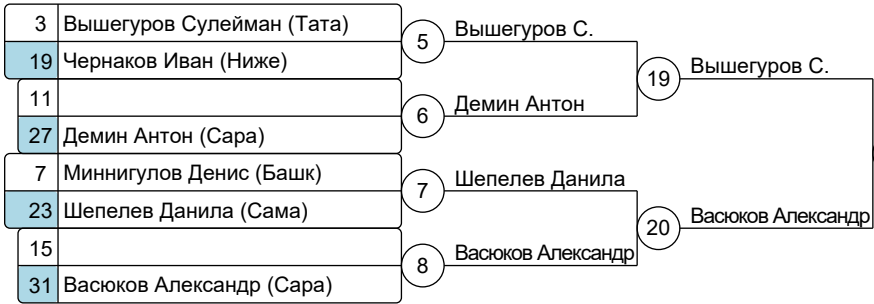 3 Вышегуров Сулейман (Тата)
19 Чернаков Иван (Ниже)
5 Вышегуров С.
11
27 Демин Антон (Сара)
6 Демин Антон
19 Вышегуров С.
7 Миннигулов Денис (Башк)
23 Шепелев Данила (Сама)
7 Шепелев Данила
15
31 Васюков Александр (Сара)
8 Васюков Александр
20 Васюков Александр